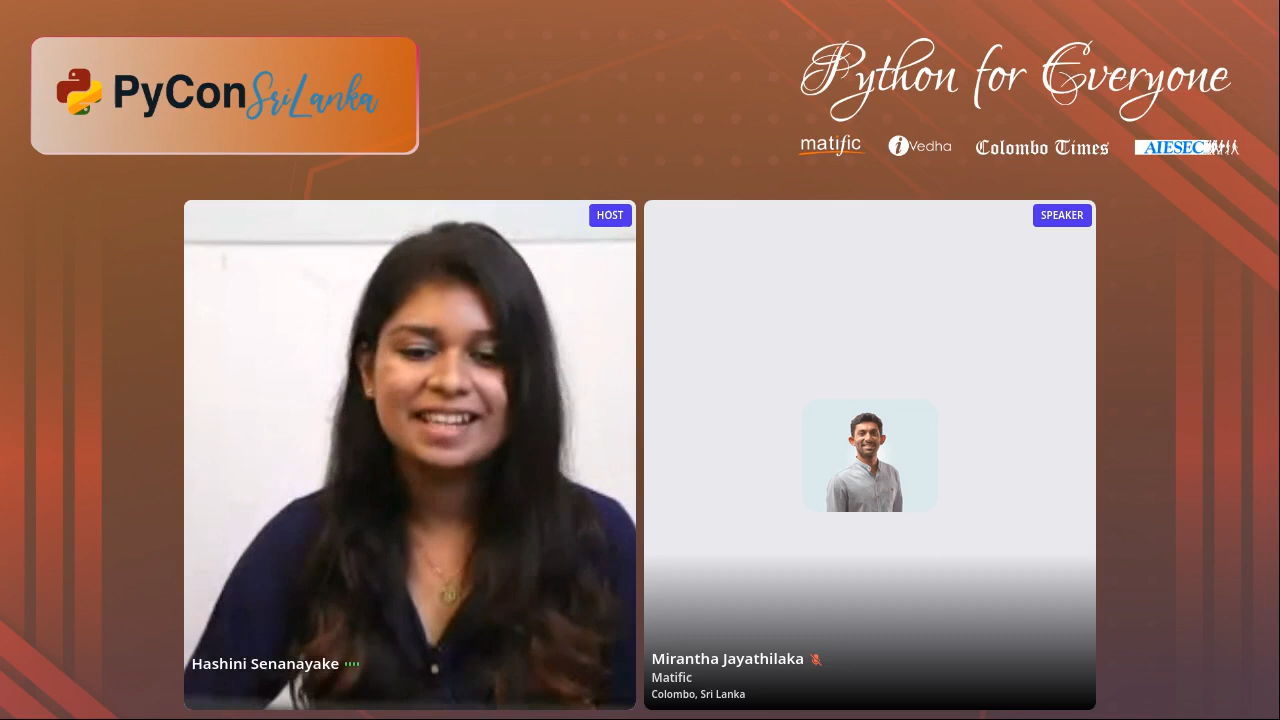 PyCon SriLanka
Python for Everyone
matific
iVedha
Colombo Times
AIESEC
HOST
SPEAKER
Hashini Senanayake
Mirantha Jayathilaka
Matific
Colombo, Sri Lanka